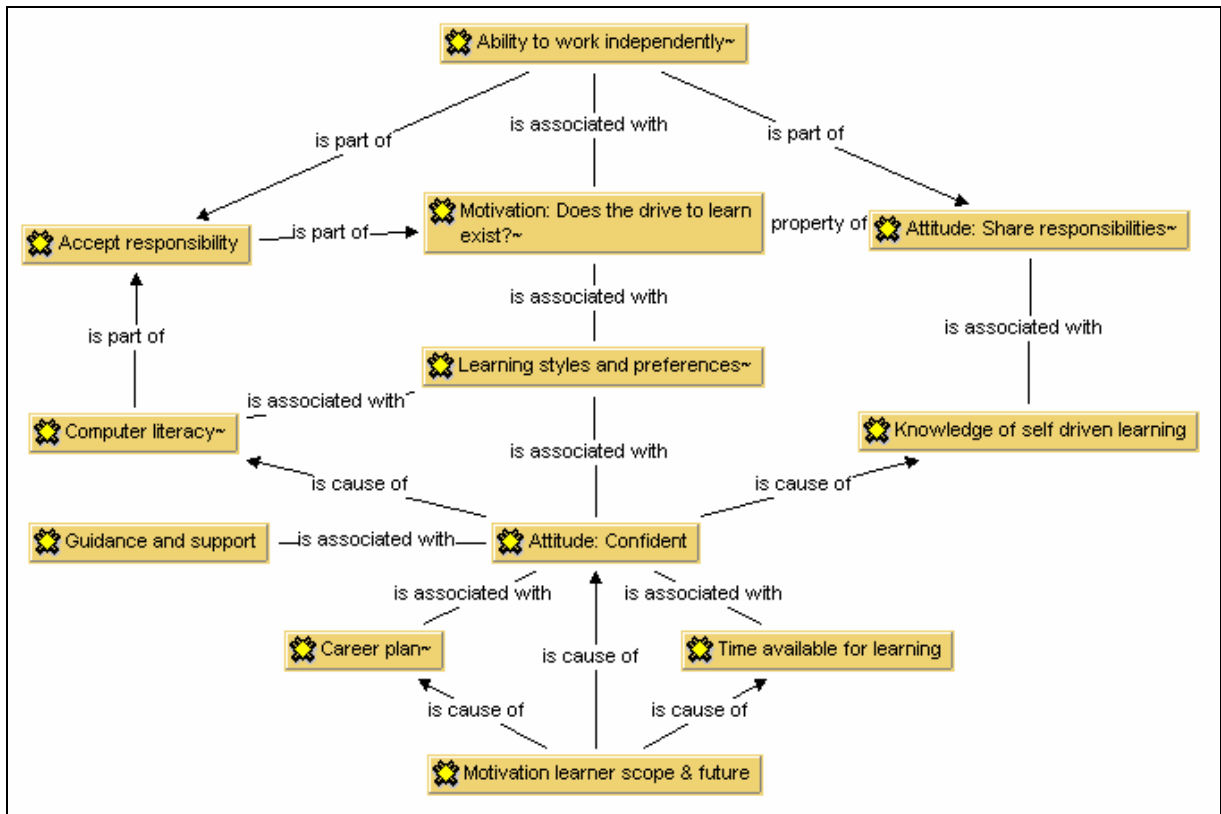 Ability to work independently~
is associated with
is part of
is part of
Motivation: Does the drive to learn
exist?~
property of
Attitude: Share responsibilities~
Accept responsibility
is part of
is associated with
is associated with
is part of
Learning styles and preferences~
is associated with
Computer literacy~
Knowledge of self driven learning
is associated with
is cause of
is cause of
Guidance and support
is associated with
Attitude: Confident
is associated with
is associated with
Career plan~
is cause of
Time available for learning
is cause of
is cause of
Motivation learner scope & future